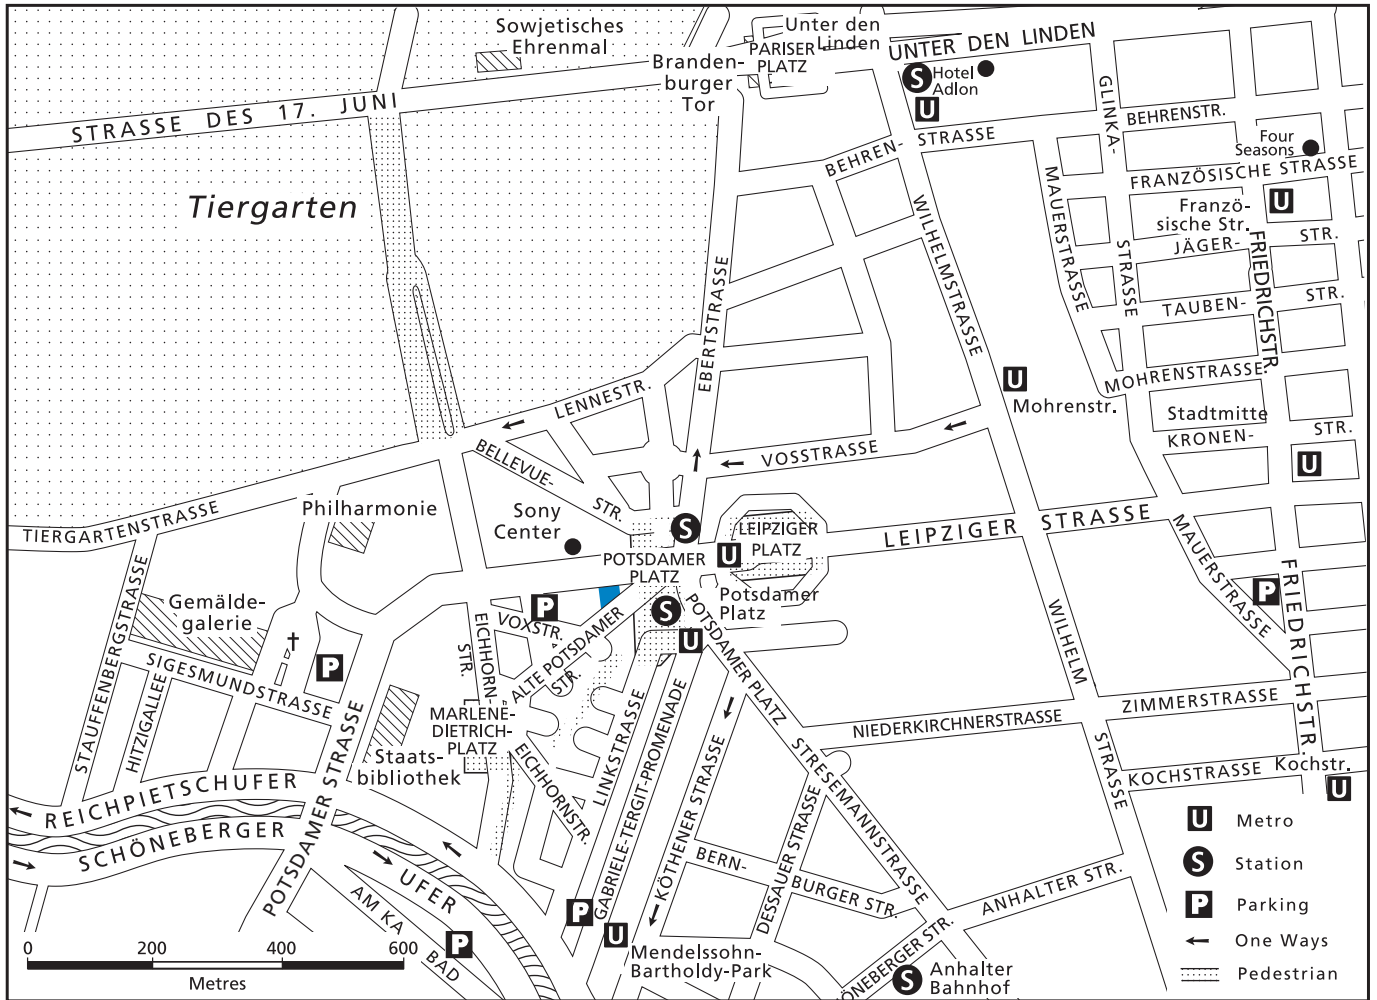 Sowjetisches
Ehrenmal
Unter den
Linden
UNTER DEN LINDEN
PARISER
PLATZ
Branden-
burger
Tor
S
Hotel
Adlon
U
STRASSE DES 17. JUNI
GLINKA-
STRASSE
BEHRENSTR.
BEHREN-
STRASSE
Four
Seasons
FRANZÖSISCHE STRASSE
Tiergarten
MAUERSTRASSE
WILHELMSTRASSE
U
Franzö-
sische Str.
JÄGER-
STR.
FRIEDRICHSTR.
TAUBEN-
STR.
EBERTSTRASSE
U
Mohrenstr.
MOHRENSTRASSE
Stadtmitte
KRONEN-
STR.
U
LENNESTR.
BELLEVUE-
STR.
VOSSTRASSE
Philharmonie
Sony
Center
S
LEIPZIGER
PLATZ
LEIPZIGER STRASSE
TIERGARTENSTRASSE
POTSDAMER
PLATZ
U
Potsdamer
Platz
MAUERSTRASSE
P
FRIEDRICHSTR.
STAUFFENBERGSTRASSE
Gemälde-
galerie
P
VOXSTR.
S
U
EICHHORN-
STR.
ALTE POTSDAMER
STR.
POTSDAMER PLATZ
WILHELM
STRASSE
SIGESMUNDSTRASSE
P
HITZIGALLEE
MARLENE-
DIETRICH-
PLATZ
Staats-
bibliothek
EICHHORNSTR.
LINKSTRASSE
GABRIELE-TERGIT-PROMENADE
KÖTHENER STRASSE
STRESEMANNSTRASSE
NIEDERKIRCHNERSTRASSE
ZIMMERSTRASSE
KOCHSTRASSE
Kochstr.
U
REICHPIETSCHUFER
SCHÖNEBERGER
UFER
POTSDAMER STRASSE
BERN-
BURGER STR.
DESSAUER STRASSE
ANHALTER STR.
AM KA
BAD
P
P
U
Mendelssohn-
Bartholdy-Park
ÖNEBERGER STR.
S
Anhalter
Bahnhof
U Metro
S Station
P Parking
One Ways
Pedestrian
0 200 400 600
Metres